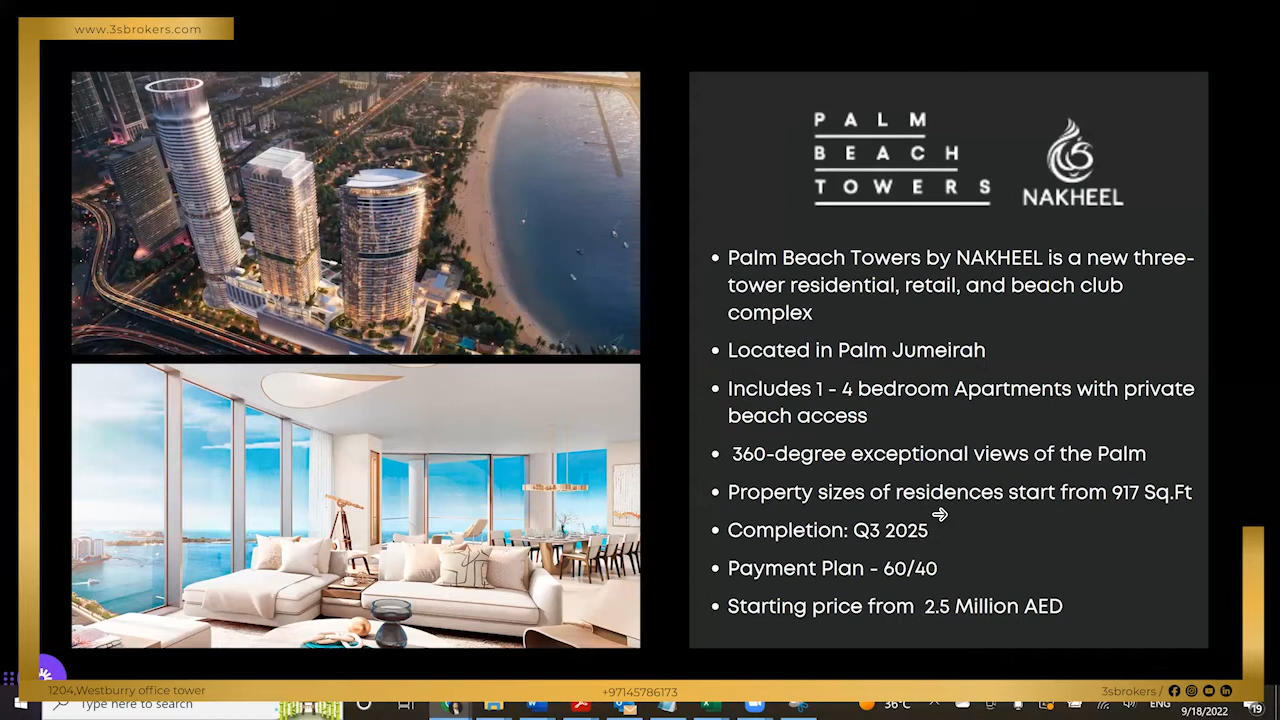 www.3sbrokers.com
PALM
BEACH
TOWERS
NAKHEEL
• Palm Beach Towers by NAKHEEL is a new three-
tower residential, retail, and beach club
complex
• Located in Palm Jumeirah
• Includes 1 - 4 bedroom Apartments with private
beach access
• 360-degree exceptional views of the Palm
• Property sizes of residences start from 917 Sq.Ft
• Completion: Q3 2025
• Payment Plan - 60/40
• Starting price from 2.5 Million AED
1204,Westburry office tower
+97145786173
3sbrokers /
Type here to search
36°C
ENG
9/18/2022
19